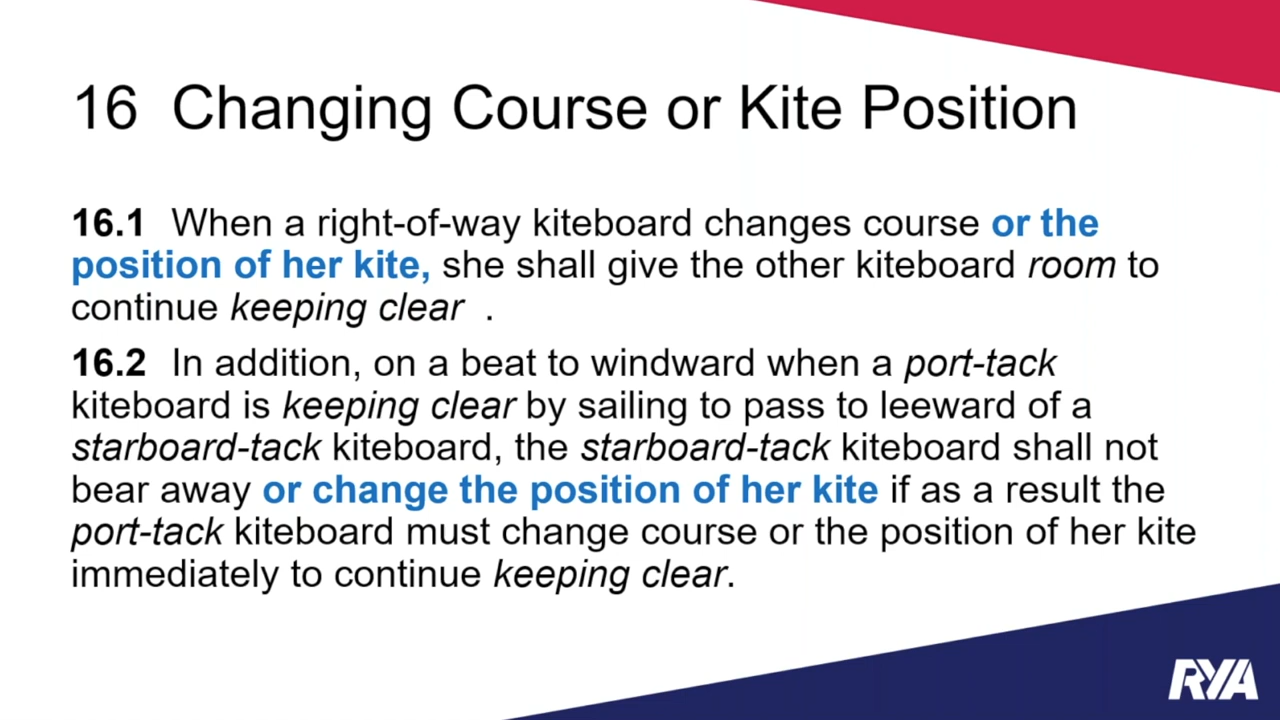 16 Changing Course or Kite Position
16.1 When a right-of-way kiteboard changes course or the
position of her kite, she shall give the other kiteboard room to
continue keeping clear .
16.2 In addition, on a beat to windward when a port-tack
kiteboard is keeping clear by sailing to pass to leeward of a
starboard-tack kiteboard, the starboard-tack kiteboard shall not
bear away or change the position of her kite if as a result the
port-tack kiteboard must change course or the position of her kite
immediately to continue keeping clear.
RYA